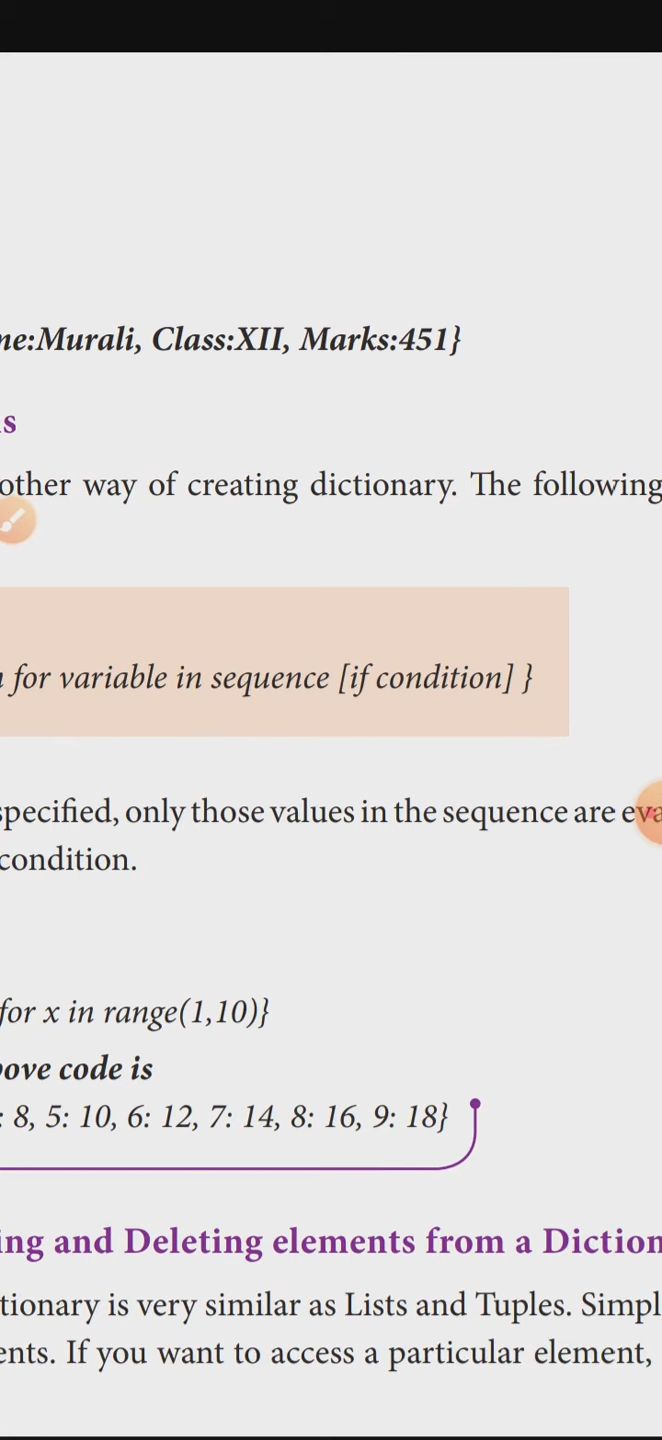 ne:Murali, Class:XII, Marks:451}
s
other way of creating dictionary. The following
for variable in sequence [if condition] }
specified, only those values in the sequence are eva
condition.
for x in range(1,10)}
ove code is
: 8, 5: 10, 6: 12, 7: 14, 8: 16, 9: 18}
ing and Deleting elements from a Diction
tionary is very similar as Lists and Tuples. Simpl
ents. If you want to access a particular element,